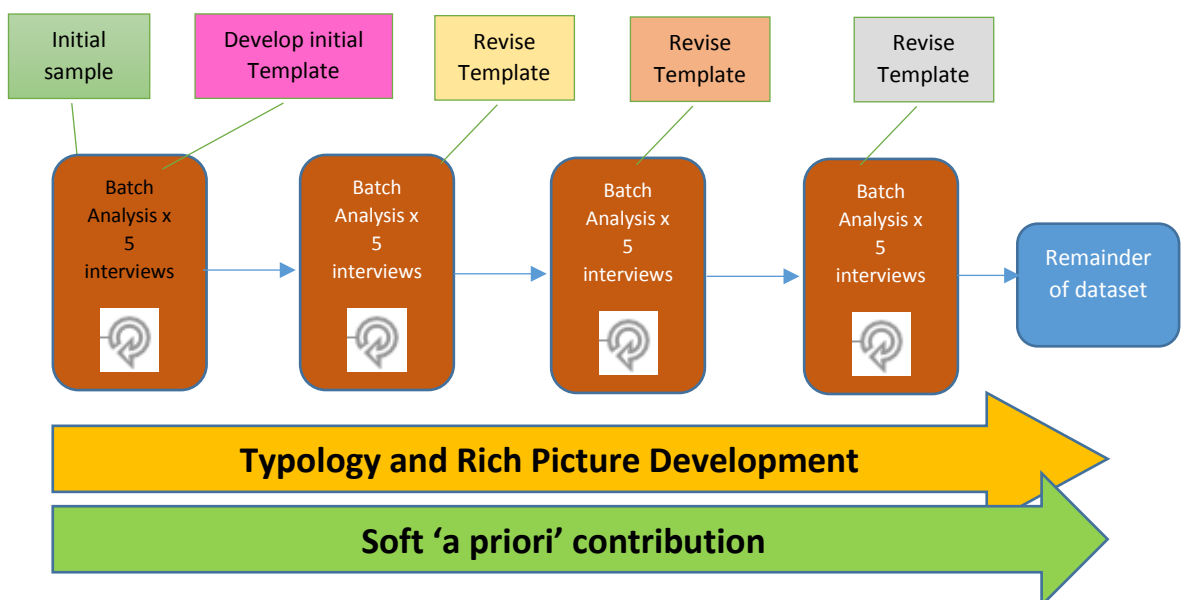 Initial
sample
Develop initial
Template
Revise
Template
Revise
Template
Revise
Template
Batch
Analysis x
5
interviews
Batch
Analysis x
5
interviews
Batch
Analysis x
5
interviews
Batch
Analysis x
5
interviews
Remainder
of dataset
Typology and Rich Picture Development
Soft ‘a priori’ contribution